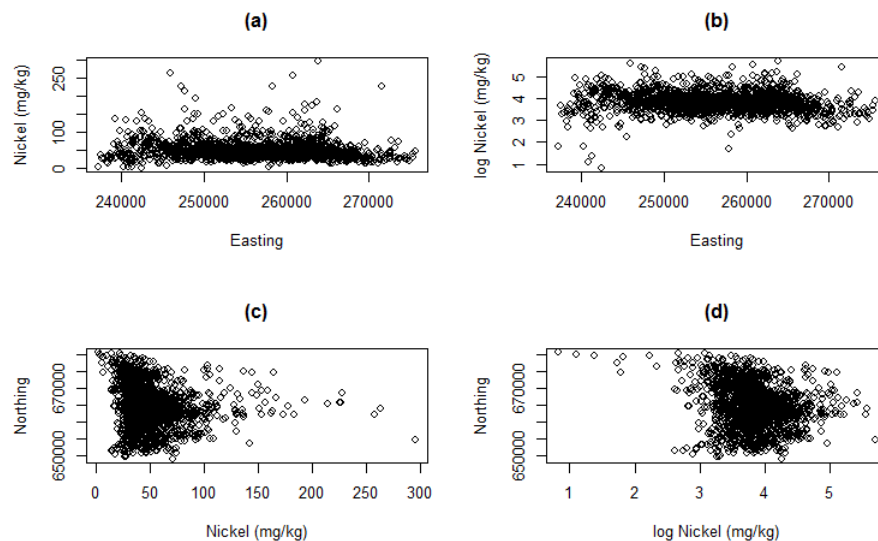 (a)
Nickel (mg/kg)
0 100 250
240000 250000 260000 270000
Easting
(b)
log Nickel (mg/kg)
1 2 3 4 5
240000 250000 260000 270000
Easting
(c)
Northing
650000 670000
0 50 100 150 200 250 300
Nickel (mg/kg)
(d)
Northing
650000 670000
1 2 3 4 5
log Nickel (mg/kg)